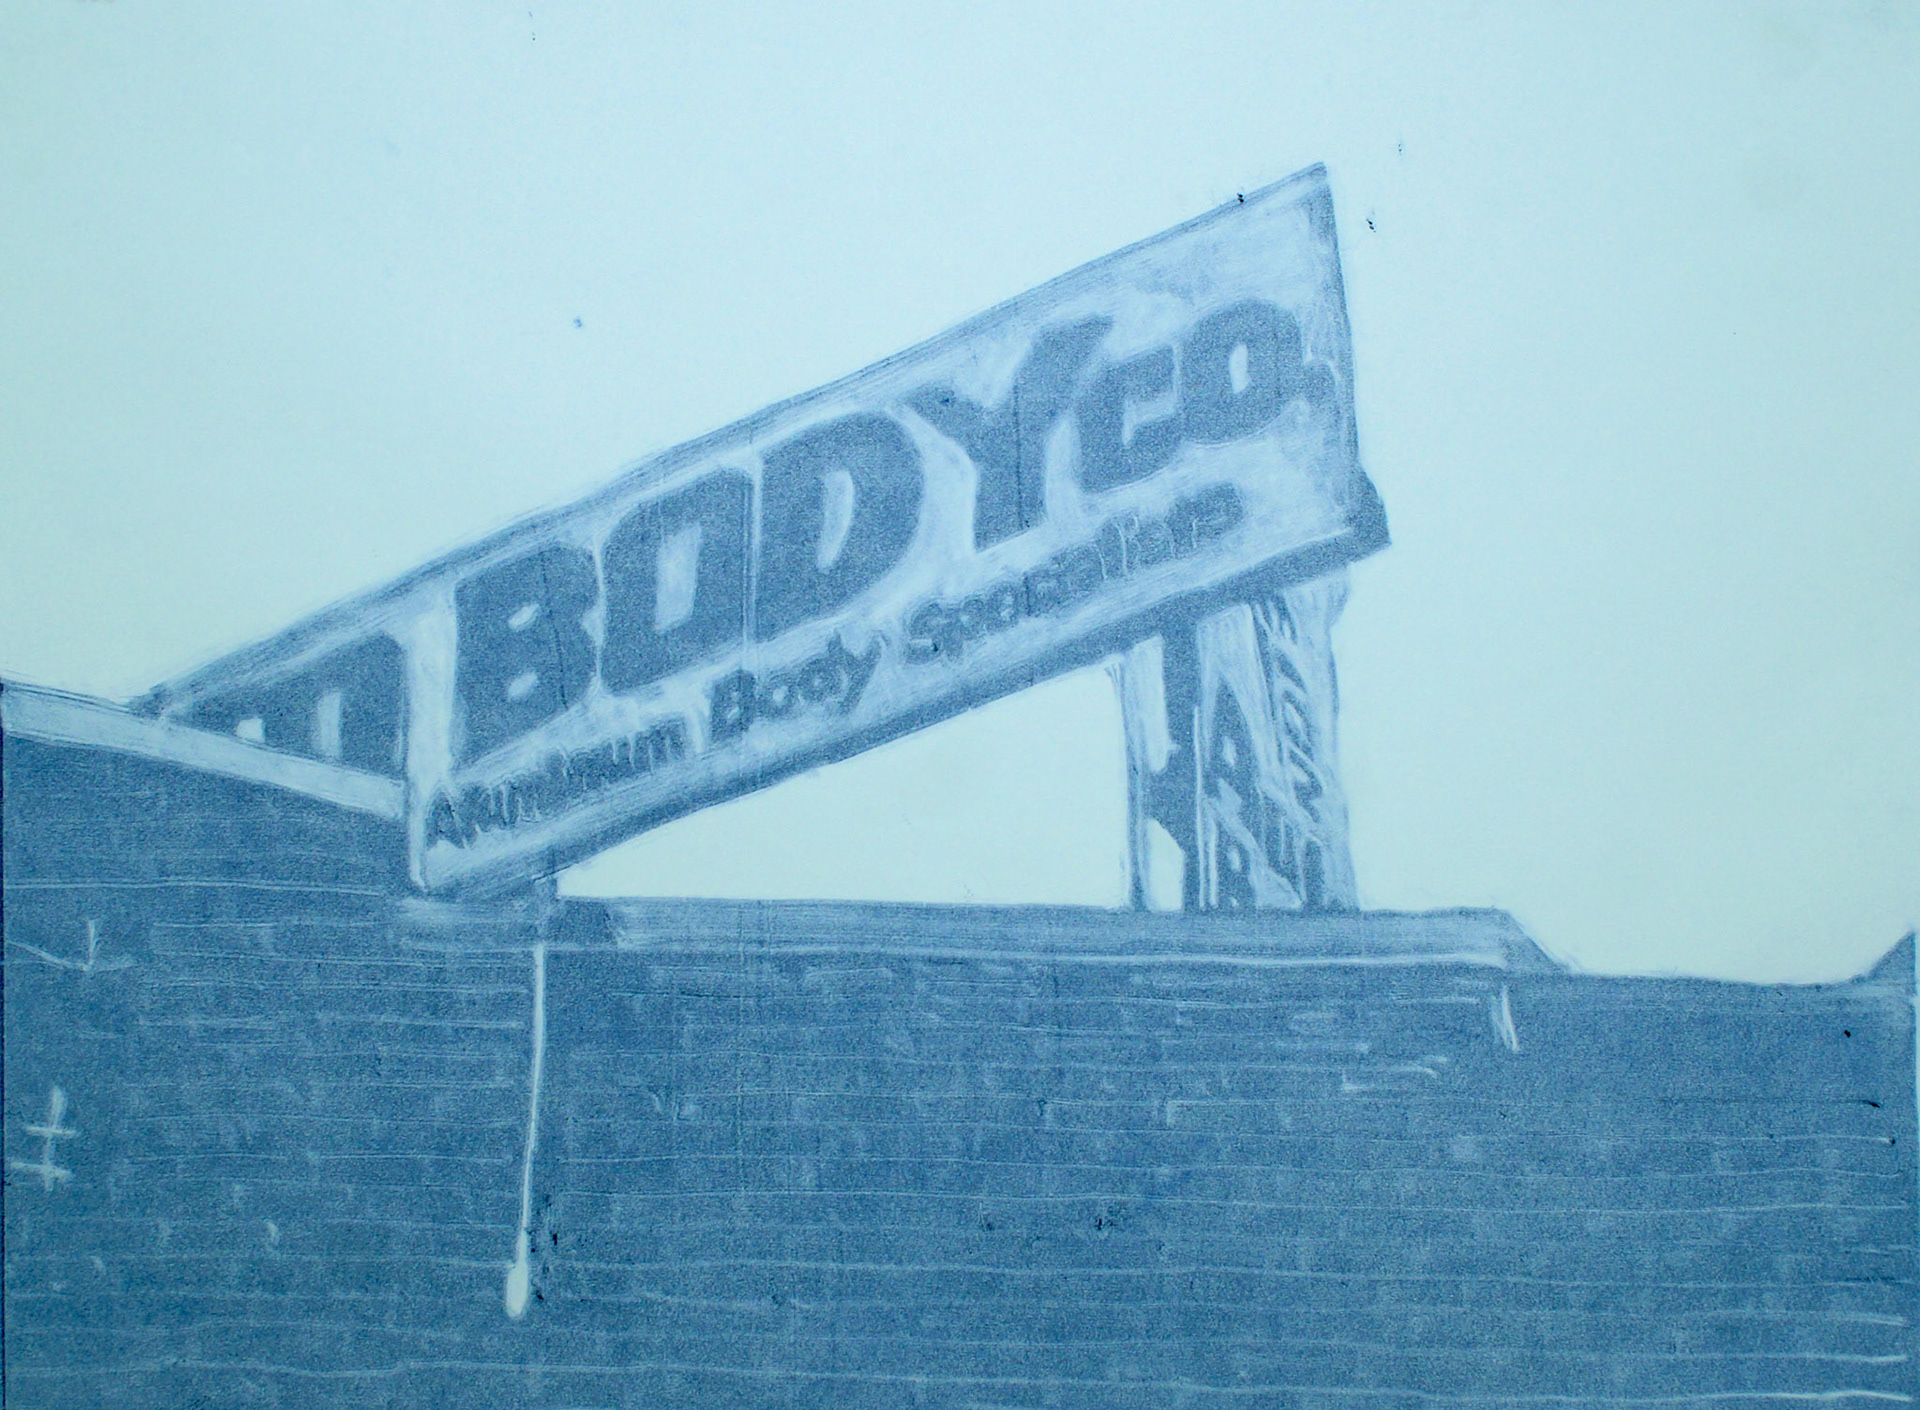 BODY CO.
Aluminum Body Specialists